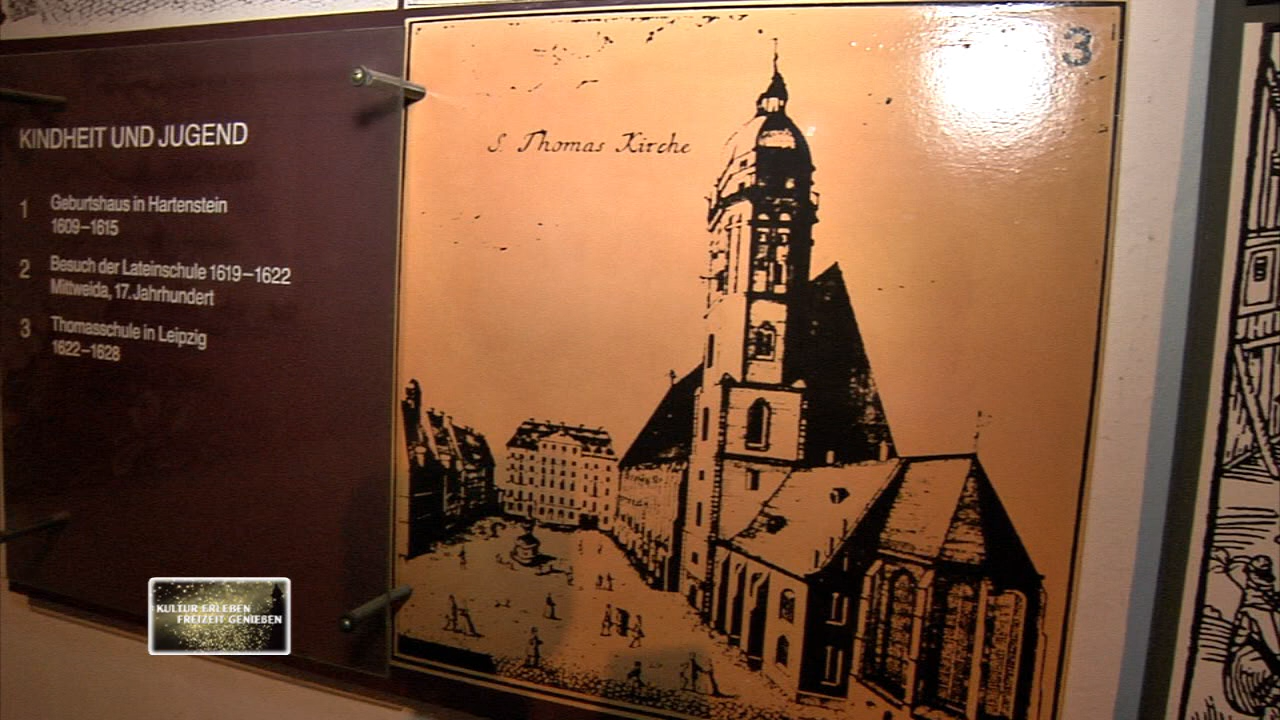 KINDHEIT UND JUGEND
1 Geburtshaus in Hartenstein
1609–1615
2 Besuch der Lateinschule 1619–1622
Mittweida, 17. Jahrhundert
3 Thomasschule in Leipzig
1622–1628
S. Thomas Kirche
3
KULTUR ERLEBEN
FREIZEIT GENIEßEN